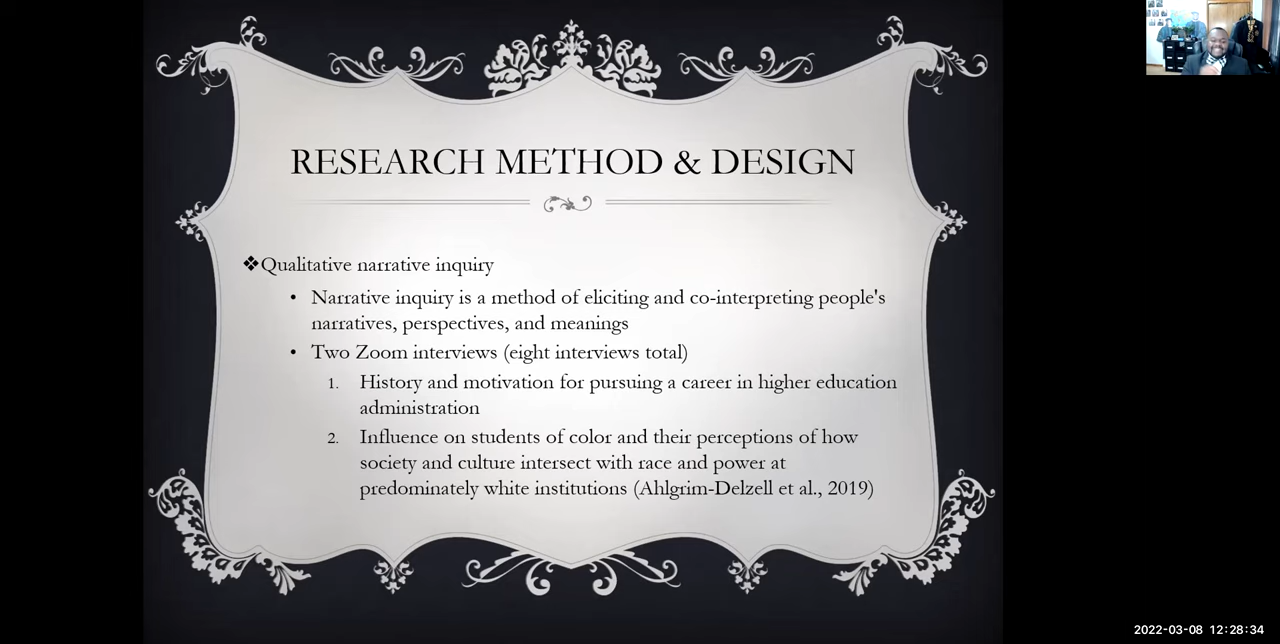 RESEARCH METHOD & DESIGN
❖Qualitative narrative inquiry
• Narrative inquiry is a method of eliciting and co-interpreting people's
narratives, perspectives, and meanings
• Two Zoom interviews (eight interviews total)
1. History and motivation for pursuing a career in higher education
administration
2. Influence on students of color and their perceptions of how
society and culture intersect with race and power at
predominately white institutions (Ahlgrim-Delzell et al., 2019)
2022-03-08 12:28:34